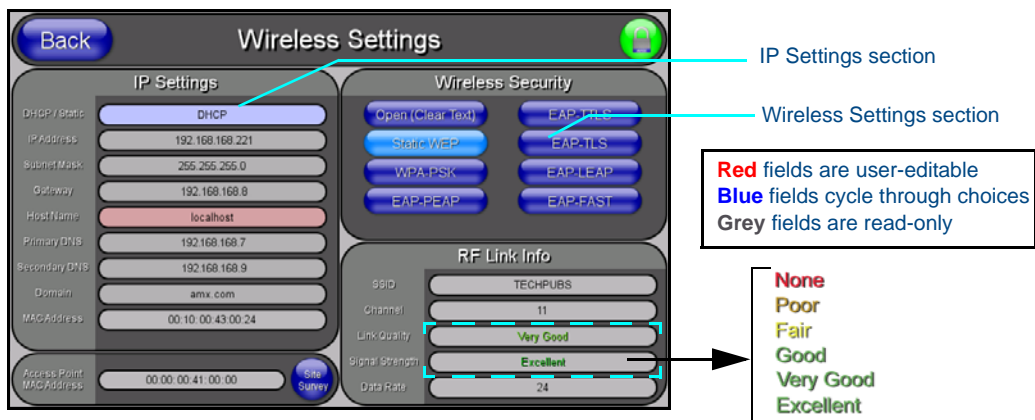 Back
Wireless Settings
IP Settings
DHCP / Static
DHCP
IP Address
192.168.168.221
Subnet Mask
255.255.255.0
Gateway
192.168.168.8
Host Name
localhost
Primary DNS
192.168.168.7
Secondary DNS
192.168.168.9
Domain
amx.com
MAC Address
00:10:00:43:00:24
Access Point
MAC Address
00:00:00:41:00:00
Site
Survey
Wireless Security
Open (Clear Text)
EAP-TTLS
Static WEP
EAP-TLS
WPA.PSK
EAP-LEAP
EAP-PEAP
EAP-FAST
RF Link Info
SSID
TECHPUBS
Channel
11
Link Quality
Very Good
Signal Strength
Excellent
Data Rate
24
IP Settings section
Wireless Settings section
Red fields are user-editable
Blue fields cycle through choices
Grey fields are read-only
None
Poor
Fair
Good
Very Good
Excellent